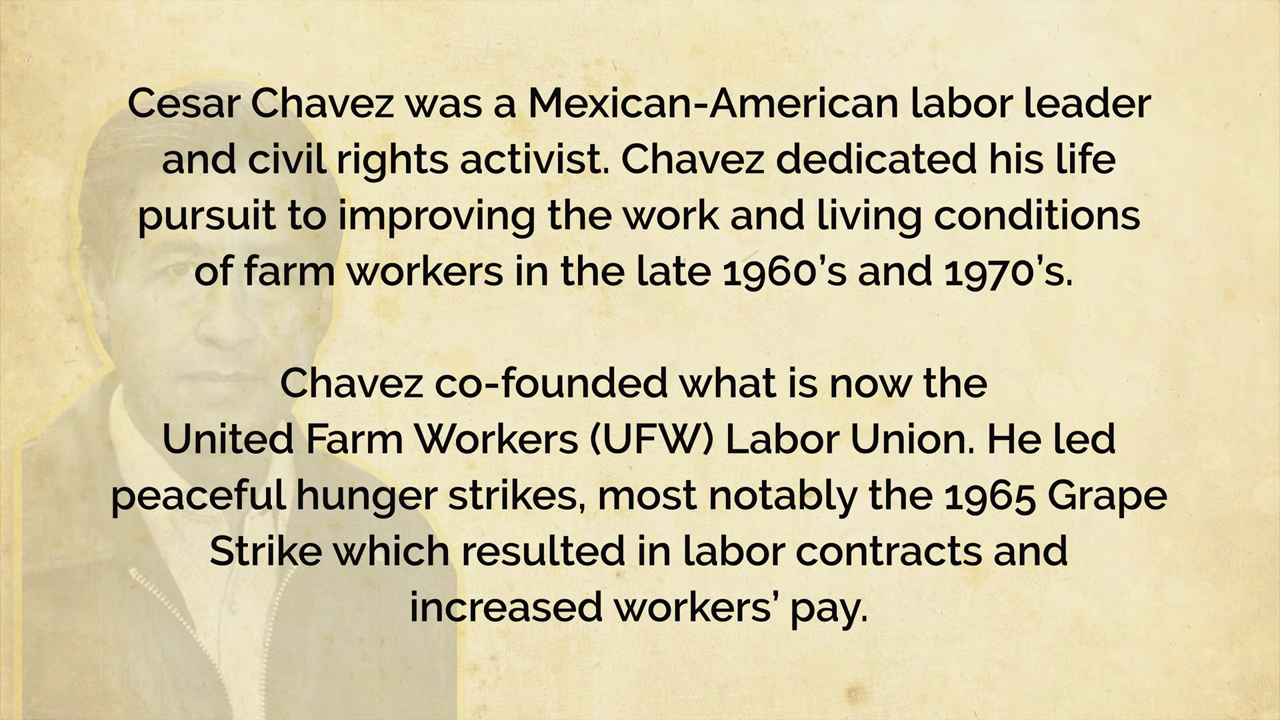 Cesar Chavez was a Mexican-American labor leader
and civil rights activist. Chavez dedicated his life
pursuit to improving the work and living conditions
of farm workers in the late 1960’s and 1970’s.
Chavez co-founded what is now the
United Farm Workers (UFW) Labor Union. He led
peaceful hunger strikes, most notably the 1965 Grape
Strike which resulted in labor contracts and
increased workers’ pay.